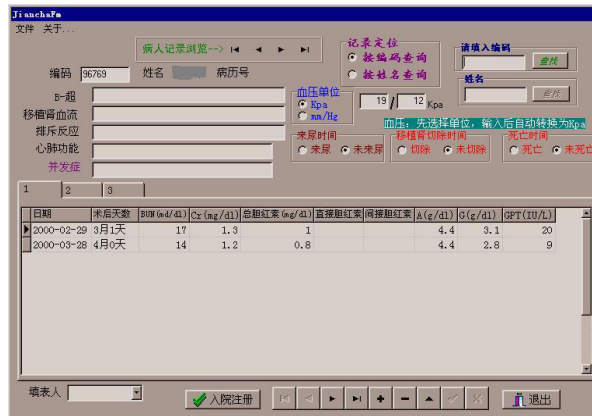 JianchaFm
文件 关于...
病人记录浏览-->
记录定位
按编码查询
按姓名查询
请填入编码
查找
姓名
查找
编码 96769 姓名 病历号
B-超
移植肾血流
排斥反应
心肺功能
并发症
血压单位
Kpa
mm/Hg
19 / 12 Kpa
血压: 先选择单位, 输入后自动转换为Kpa
来尿时间
来尿 未来尿
移植肾切除时间
切除 未切除
死亡时间
死亡 未死亡
1 2 3
日期 术后天数 BUN(md/dl) Cr(mg/dl) 总胆红素(mg/dl) 直接胆红素 间接胆红素 A(g/dl) G(g/dl) GPT(IU/L)
2000-02-29 3月1天 17 1.3 1 4.4 3.1 20
2000-03-28 4月0天 14 1.2 0.8 4.4 2.8 9
填表人 入院注册 退出